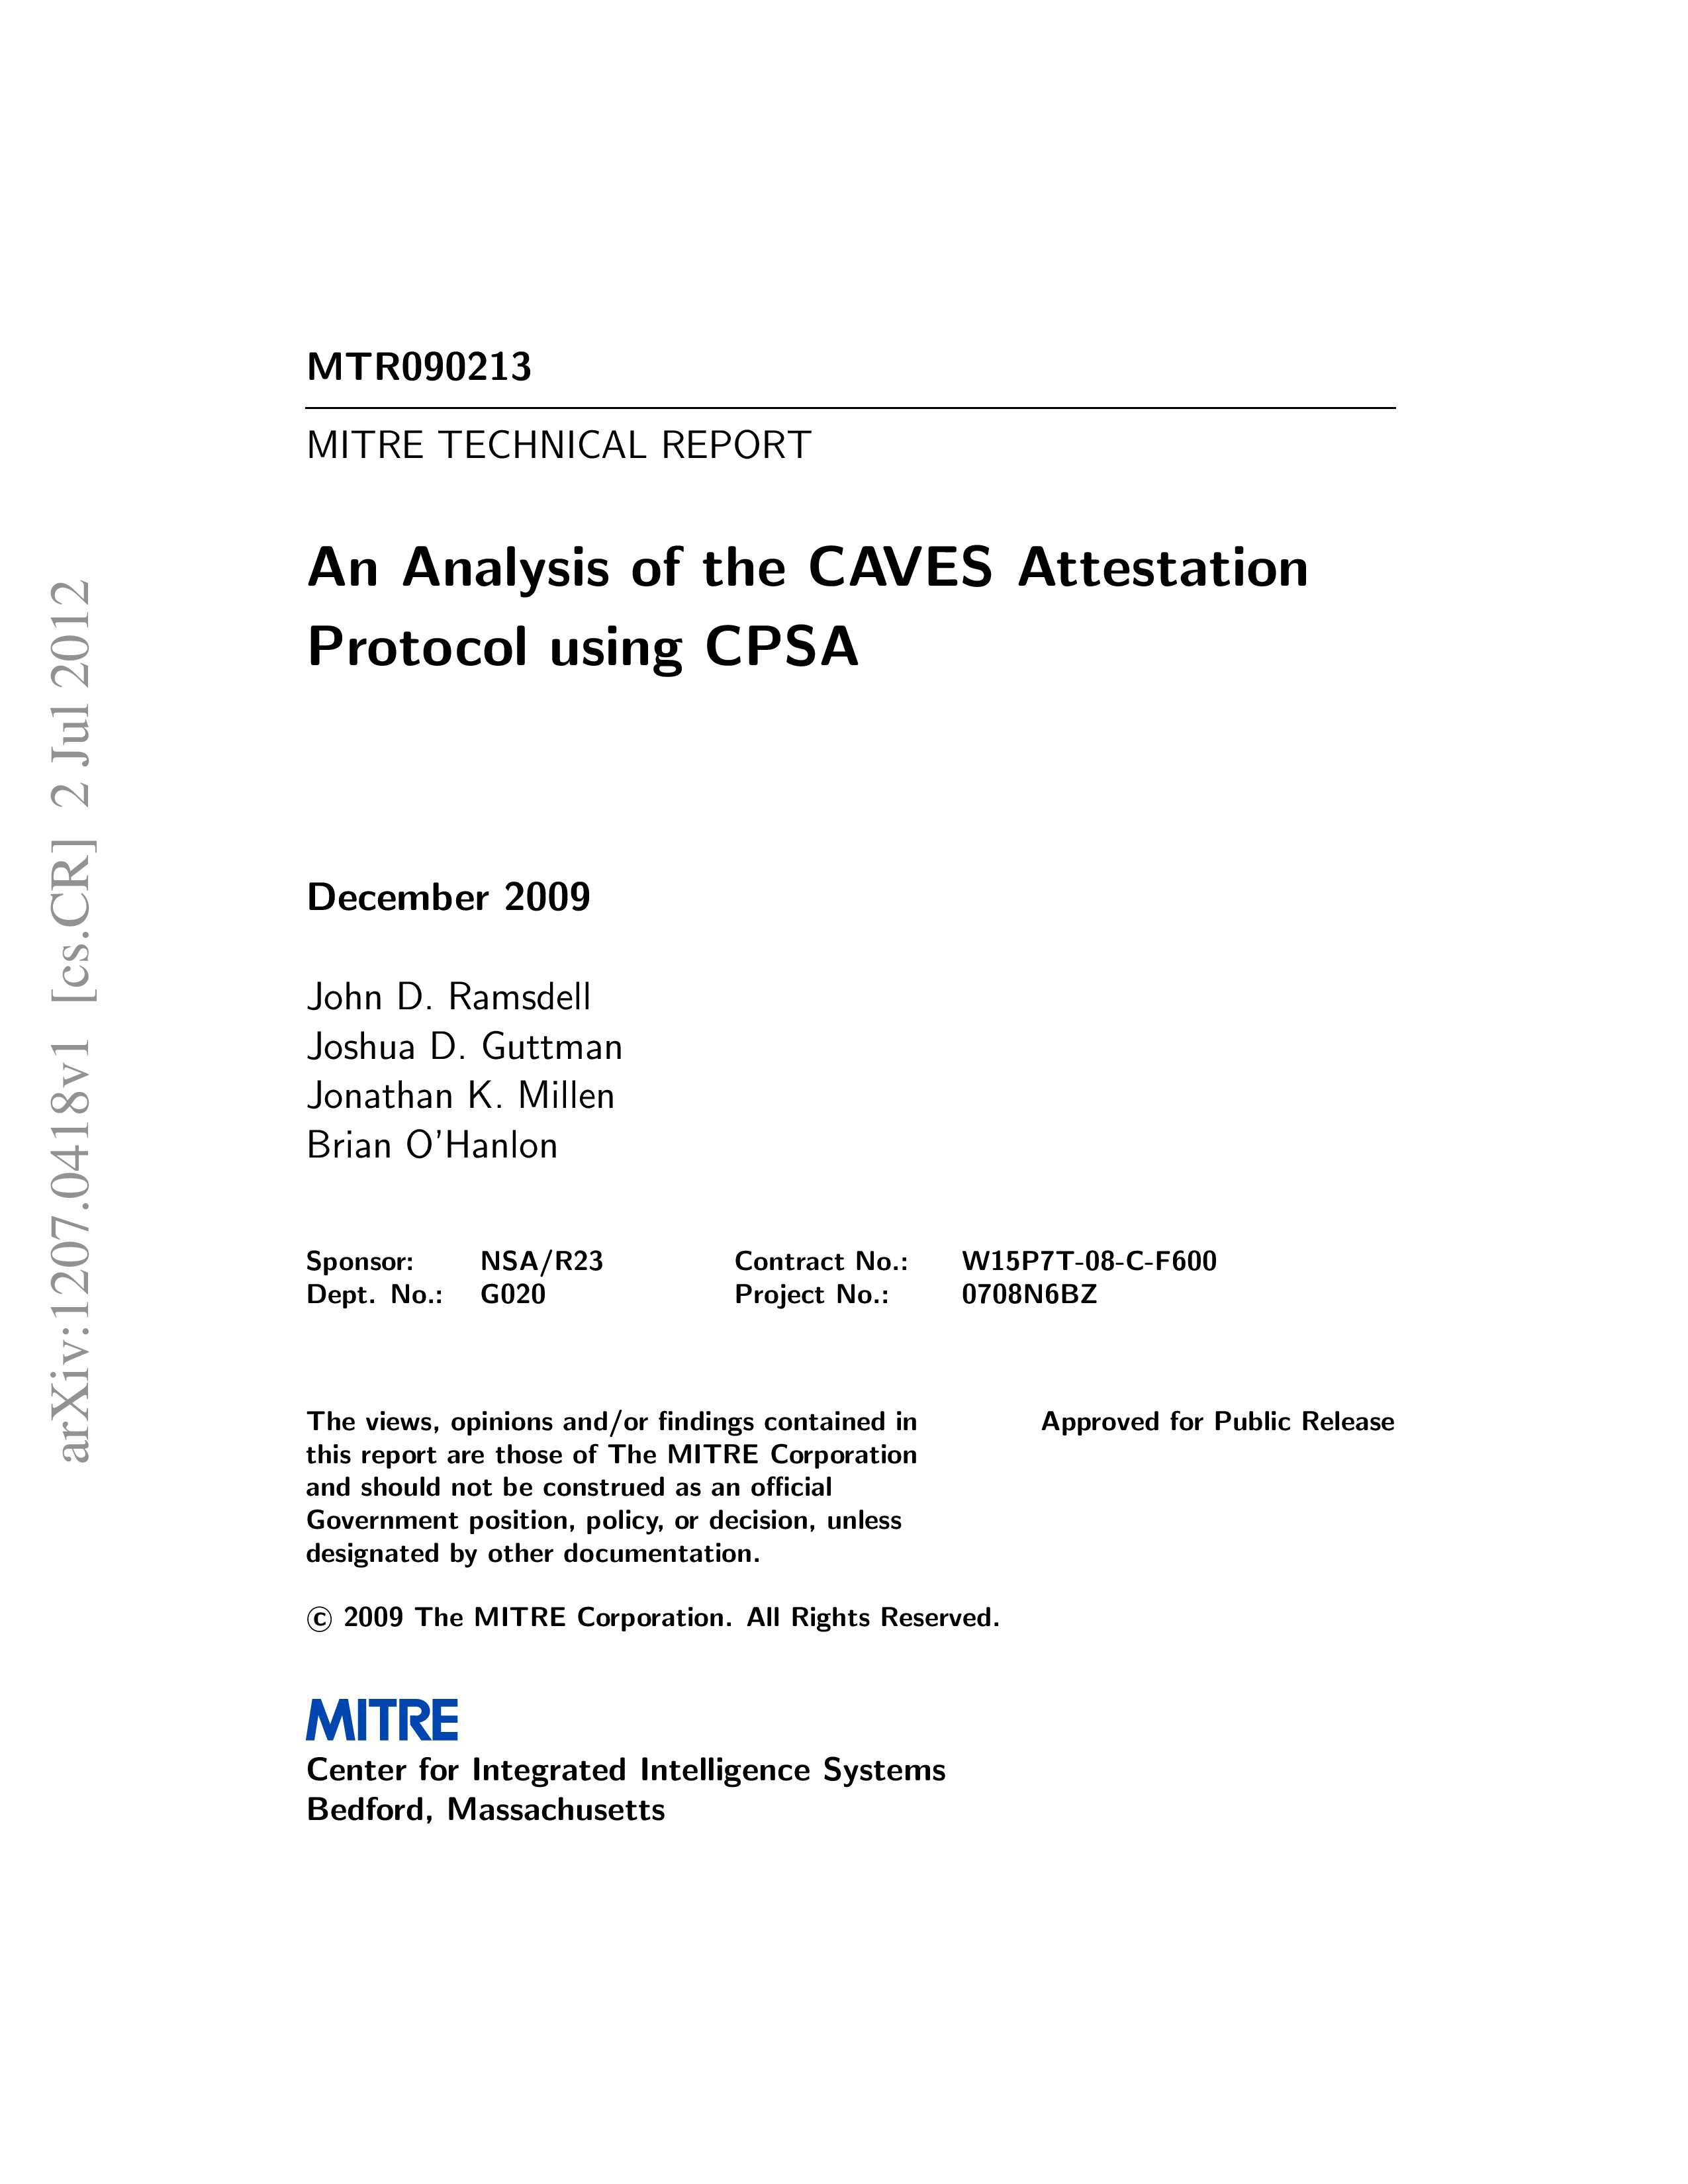 MTR090213
MITRE TECHNICAL REPORT
An Analysis of the CAVES Attestation
Protocol using CPSA
December 2009
John D. Ramsdell
Joshua D. Guttman
Jonathan K. Millen
Brian O'Hanlon
Sponsor: NSA/R23 Contract No.: W15P7T-08-C-F600
Dept. No.: G020 Project No.: 0708N6BZ
The views, opinions and/or findings contained in Approved for Public Release
this report are those of The MITRE Corporation
and should not be construed as an official
Government position, policy, or decision, unless
designated by other documentation.
© 2009 The MITRE Corporation. All Rights Reserved.
MITRE
Center for Integrated Intelligence Systems
Bedford, Massachusetts
arXiv:1207.0418v1 [cs.CR] 2 Jul 2012